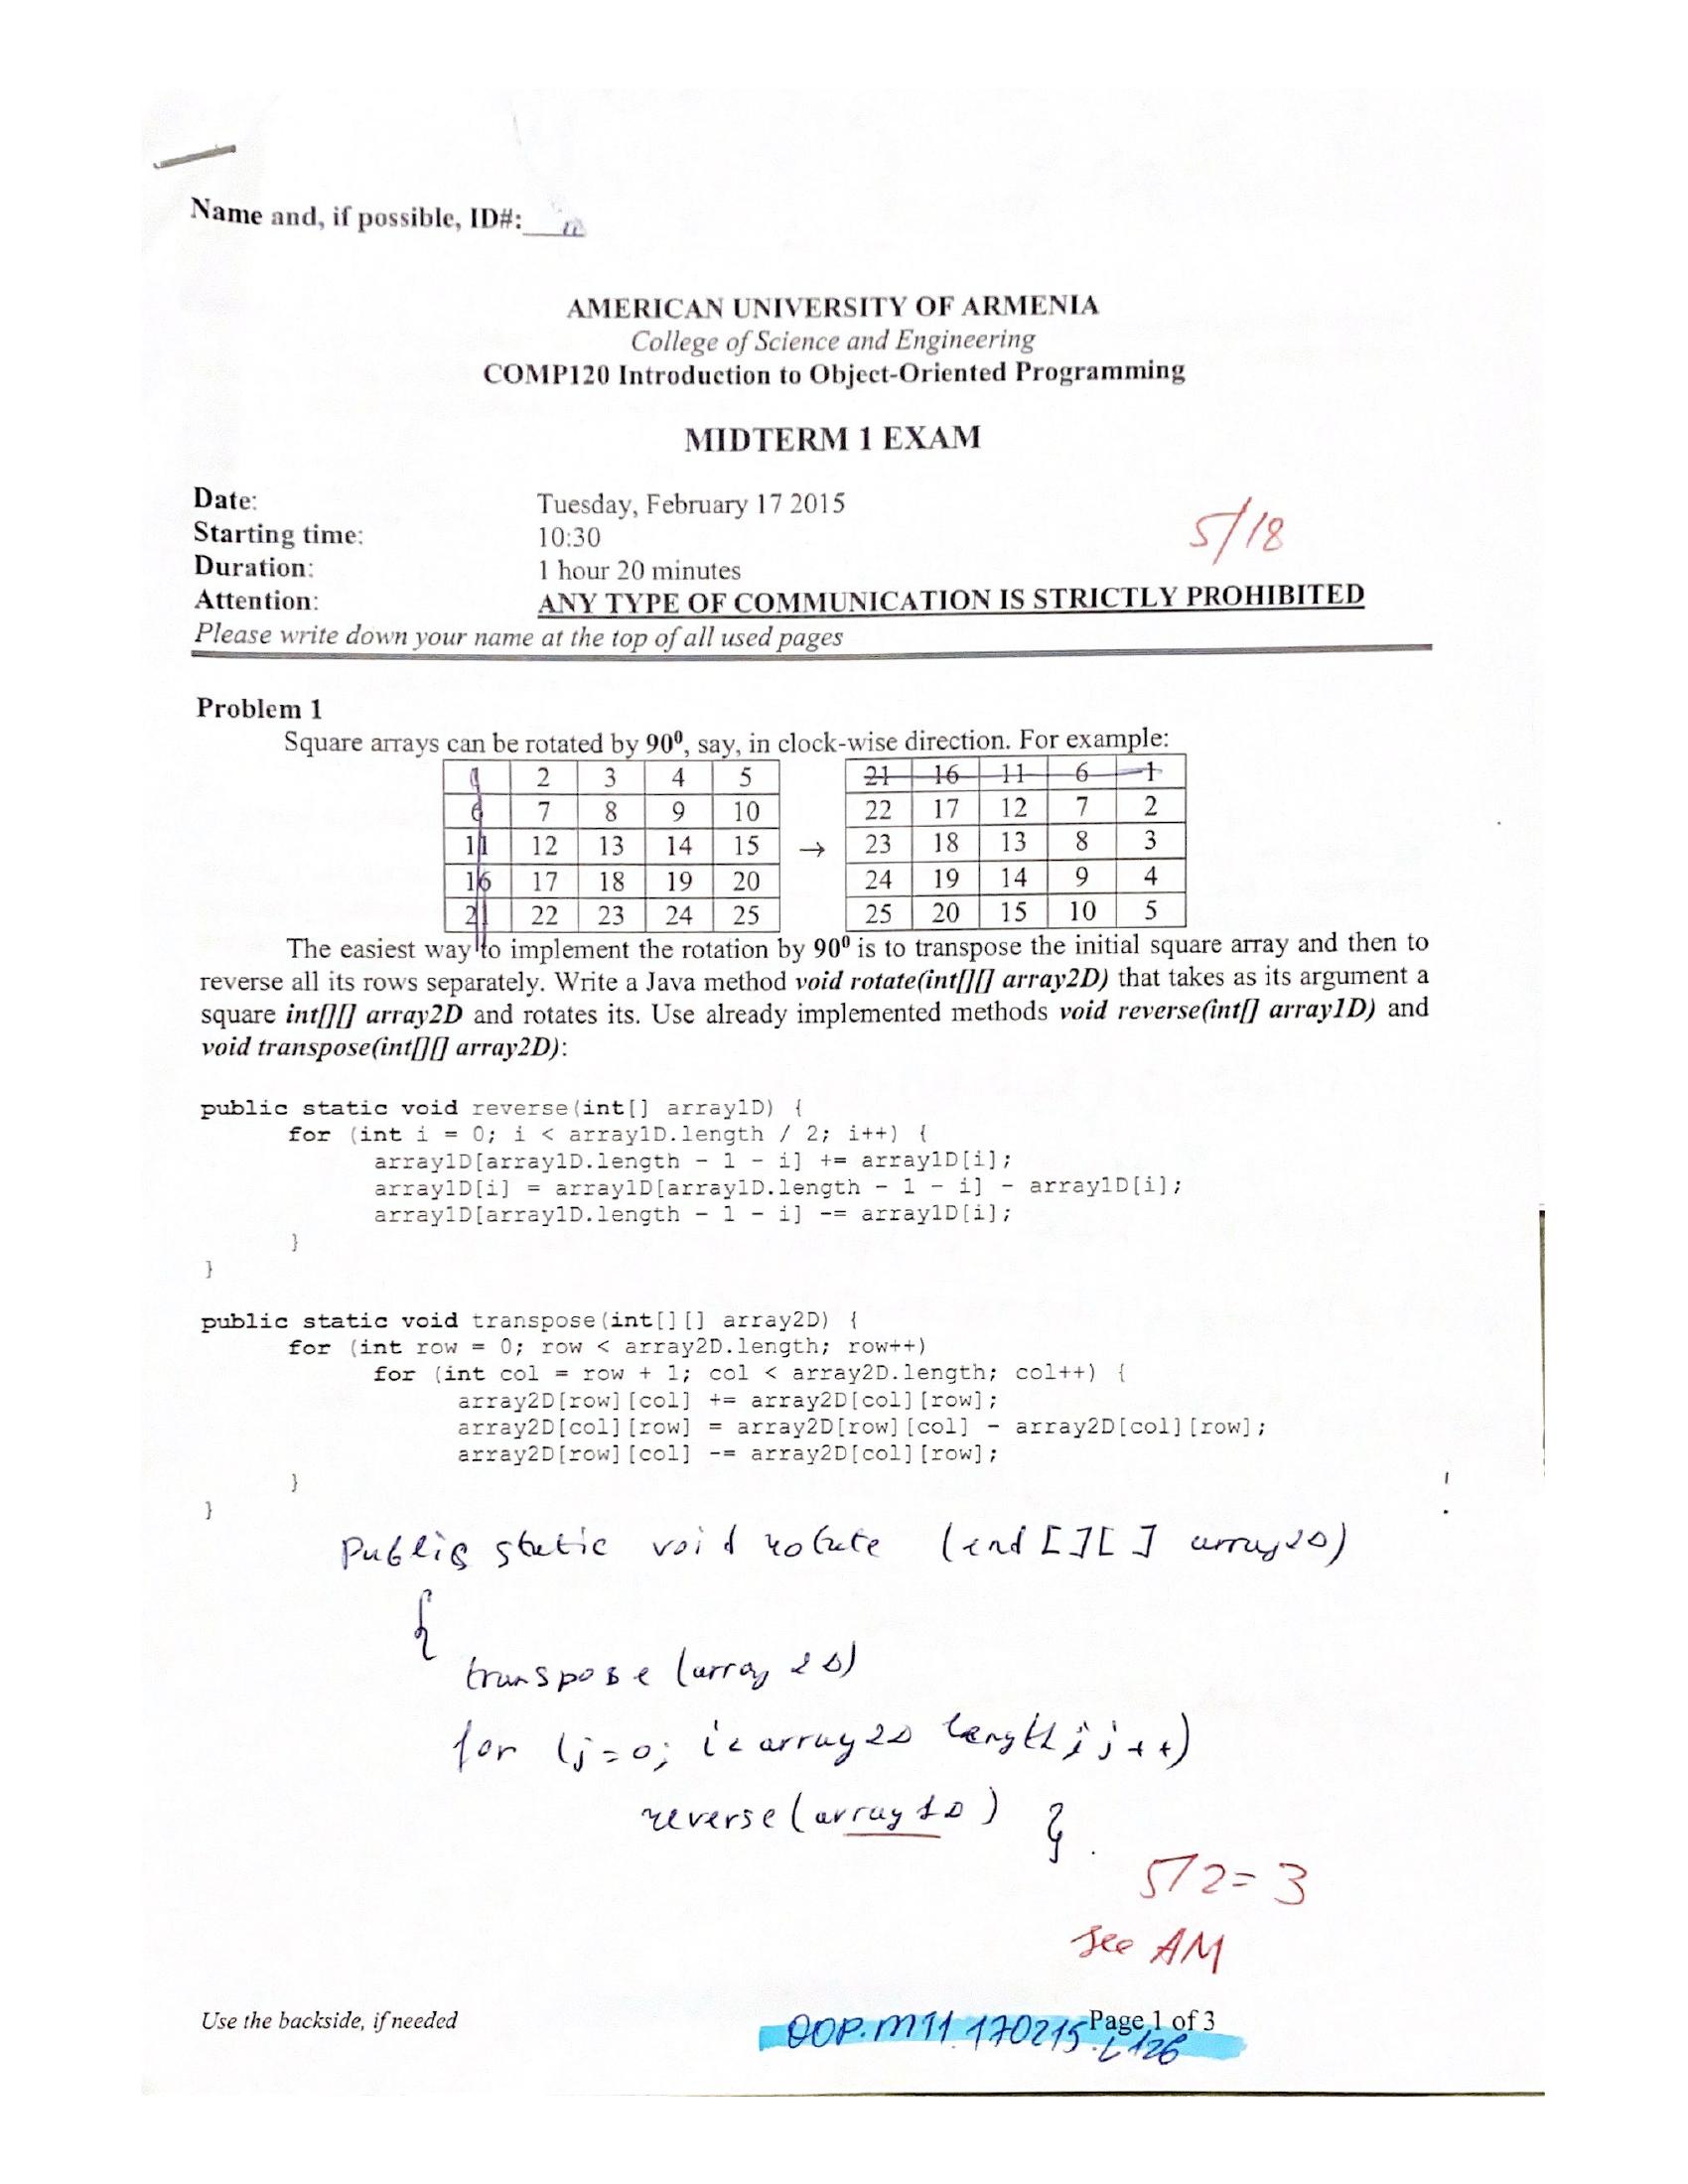 Name and, if possible, ID#:
AMERICAN UNIVERSITY OF ARMENIA
College of Science and Engineering
COMP120 Introduction to Object-Oriented Programming
MIDTERM 1 EXAM
Date: Tuesday, February 17 2015
5/18
Starting time: 10:30
Duration: 1 hour 20 minutes
Attention: ANY TYPE OF COMMUNICATION IS STRICTLY PROHIBITED
Please write down your name at the top of all used pages
Problem 1
Square arrays can be rotated by 90⁰, say, in clock-wise direction. For example:
1 2 3 4 5 21 16 11 6 1
6 7 8 9 10 22 17 12 7 2
11 12 13 14 15 → 23 18 13 8 3
16 17 18 19 20 24 19 14 9 4
21 22 23 24 25 25 20 15 10 5
The easiest way to implement the rotation by 90⁰ is to transpose the initial square array and then to
reverse all its rows separately. Write a Java method void rotate(int[][] array2D) that takes as its argument a
square int[][] array2D and rotates its. Use already implemented methods void reverse(int[] array1D) and
void transpose(int[][] array2D):
public static void reverse(int[] array1D) {
for (int i = 0; i < array1D.length / 2; i++) {
array1D[array1D.length - 1 - i] += array1D[i];
array1D[i] = array1D[array1D.length - 1 - i] - array1D[i];
array1D[array1D.length - 1 - i] -= array1D[i];
}
}
public static void transpose(int[][] array2D) {
for (int row = 0; row < array2D.length; row++)
for (int col = row + 1; col < array2D.length; col++) {
array2D[row][col] += array2D[col][row];
array2D[col][row] = array2D[row][col] - array2D[col][row];
array2D[row][col] -= array2D[col][row];
}
}
public static void rotate (ind [][] array2D)
{
transpose (array 2D)
for (j=0; i< array2D length; j++)
reverse (array1D) }
5/2=3
see AM
Use the backside, if needed
Page 1 of 3
OOP.MT1.170215.L126